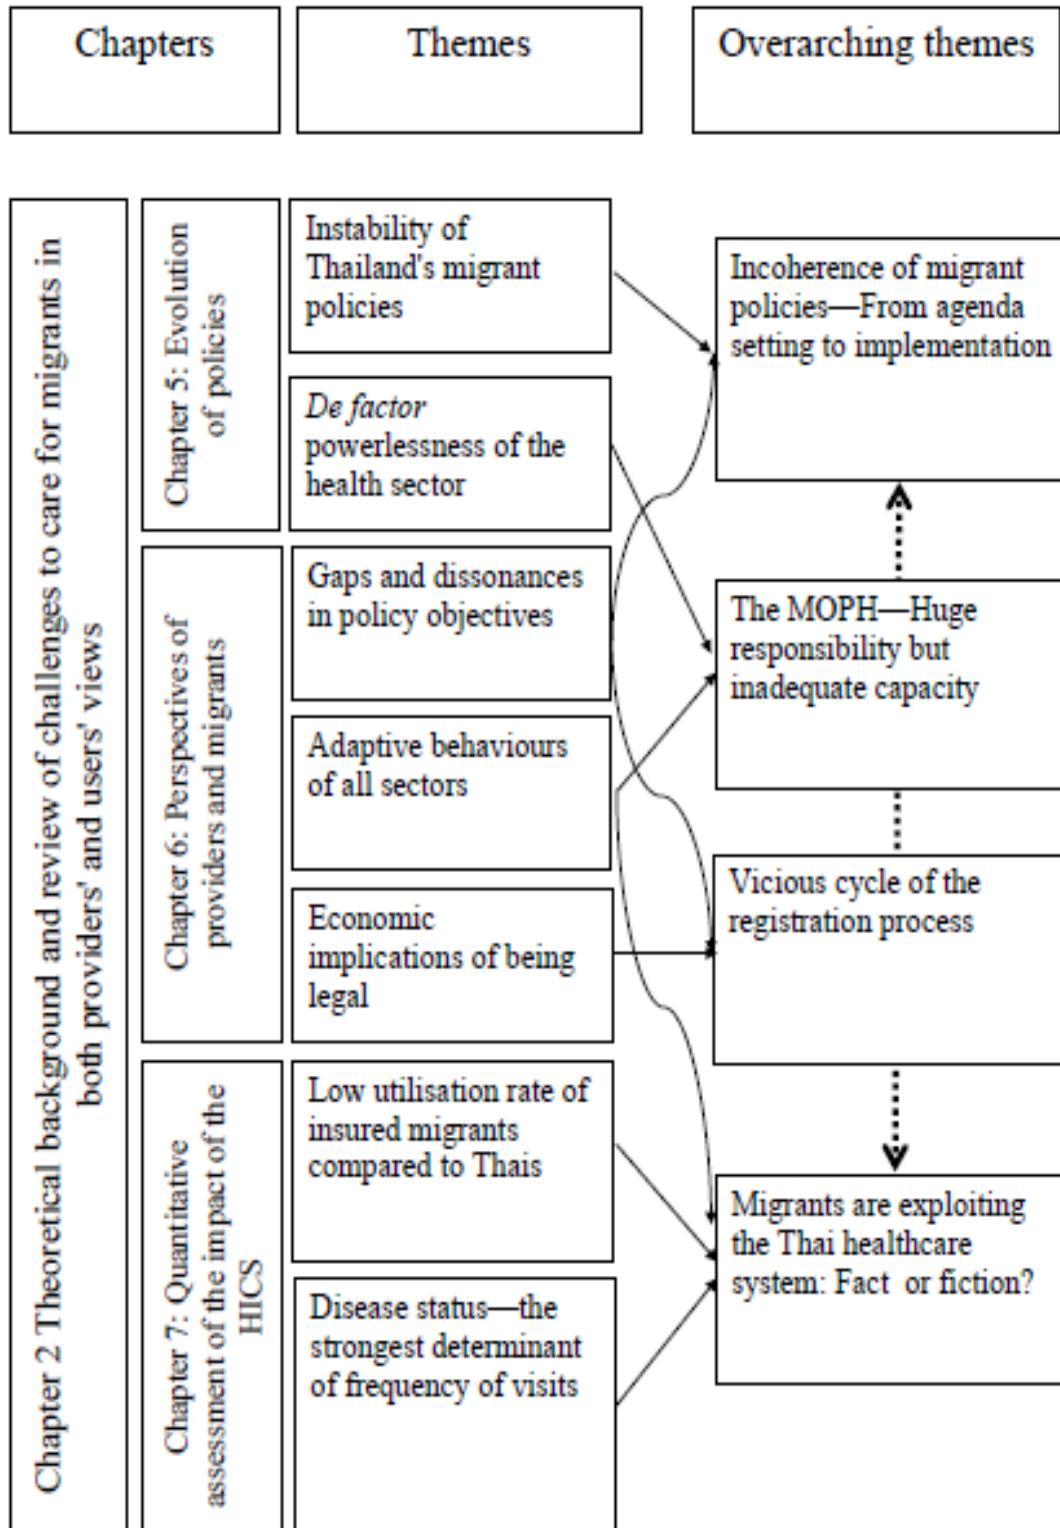 Chapters
Themes
Overarching themes
Chapter 2 Theoretical background and review of challenges to care for migrants in
both providers' and users' views
Chapter 5: Evolution
of policies
Instability of
Thailand's migrant
policies
De factor
powerlessness of the
health sector
Chapter 6: Perspectives of
providers and migrants
Gaps and dissonances
in policy objectives
Adaptive behaviours
of all sectors
Economic
implications of being
legal
Chapter 7: Quantitative
assessment of the impact of the
HICS
Low utilisation rate of
insured migrants
compared to Thais
Disease status—the
strongest determinant
of frequency of visits
Incoherence of migrant
policies—From agenda
setting to implementation
The MOPH—Huge
responsibility but
inadequate capacity
Vicious cycle of the
registration process
Migrants are exploiting
the Thai healthcare
system: Fact or fiction?